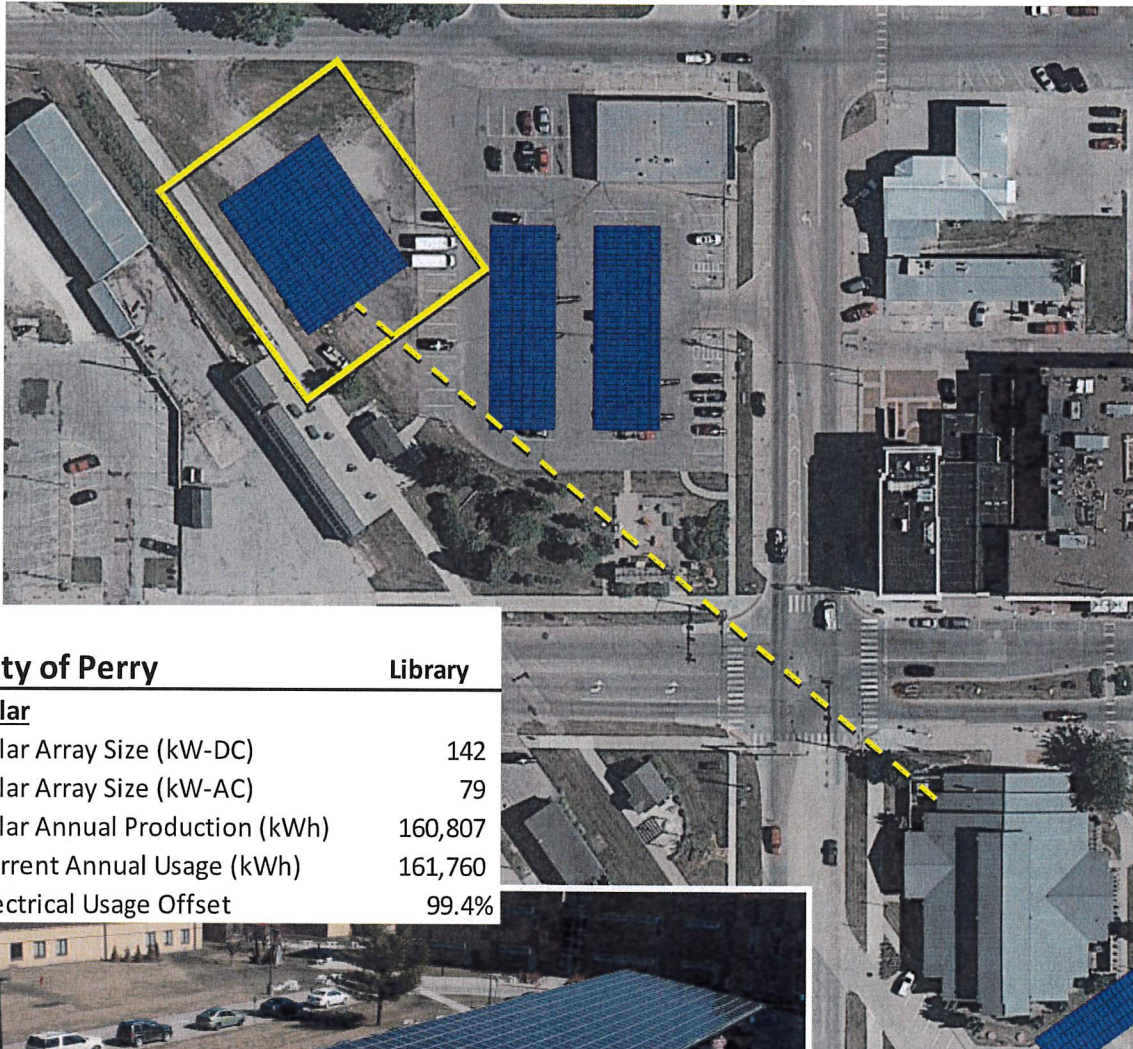 ty of Perry Library
lar
lar Array Size (kW-DC) 142
lar Array Size (kW-AC) 79
lar Annual Production (kWh) 160,807
rrent Annual Usage (kWh) 161,760
ectrical Usage Offset 99.4%